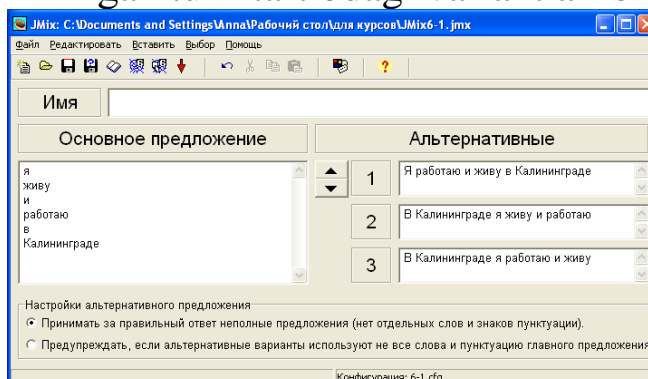 JMix: C:\Documents and Settings\Anna\Рабочий стол\для курсов\JMix6-1.jmx
Файл Редактировать Вставить Выбор Помощь
Имя
Основное предложение
Альтернативные
я
живу
и
работаю
в
Калининграде
1
Я работаю и живу в Калининграде
2
В Калининграде я живу и работаю
3
В Калининграде я работаю и живу
Настройки альтернативного предложения
Принимать за правильный ответ неполные предложения (нет отдельных слов и знаков пунктуации).
Предупреждать, если альтернативные варианты используют не все слова и пунктуацию главного предложения
Конфигурация: 6-1.cfg